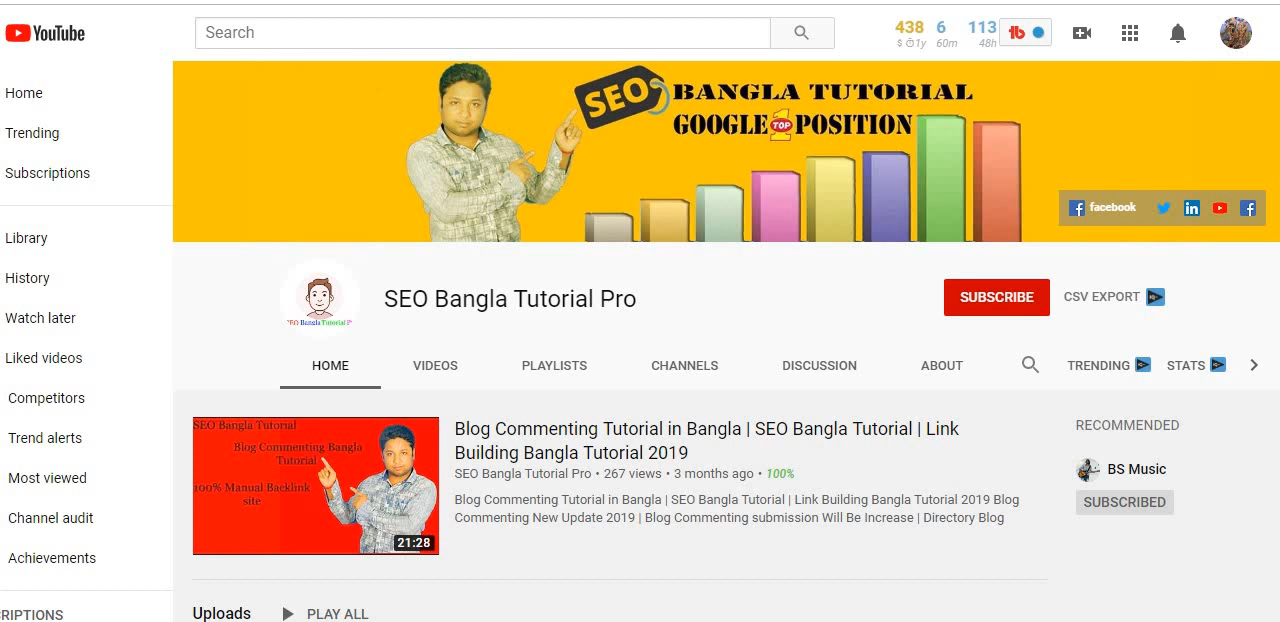 YouTube
Search
438 6 113
$ 1y 60m 48h
Home
Trending
Subscriptions
Library
History
Watch later
Liked videos
Competitors
Trend alerts
Most viewed
Channel audit
Achievements
RIPTIONS
SEO BANGLA TUTORIAL
GOOGLE 1 TOP POSITION
facebook
SEO Bangla Tutorial Pro
SUBSCRIBE
CSV EXPORT
HOME VIDEOS PLAYLISTS CHANNELS DISCUSSION ABOUT TRENDING STATS
SEO Bangla Tutorial
Blog Commenting Bangla
Tutorial
100% Manual Backlink
site
21:28
Blog Commenting Tutorial in Bangla | SEO Bangla Tutorial | Link
Building Bangla Tutorial 2019
SEO Bangla Tutorial Pro • 267 views • 3 months ago • 100%
Blog Commenting Tutorial in Bangla | SEO Bangla Tutorial | Link Building Bangla Tutorial 2019 Blog
Commenting New Update 2019 | Blog Commenting submission Will Be Increase | Directory Blog
RECOMMENDED
BS Music
SUBSCRIBED
Uploads PLAY ALL